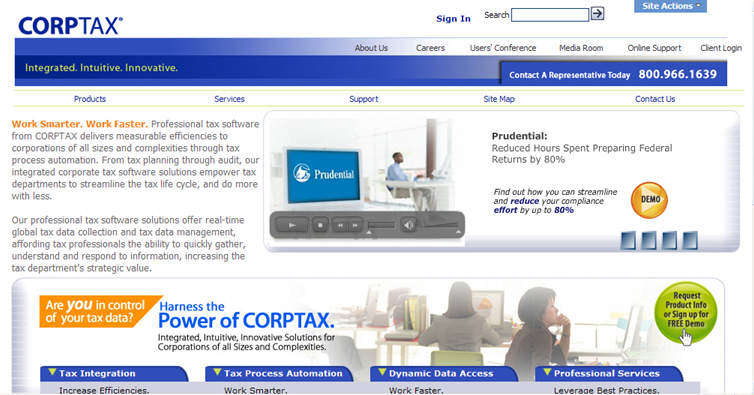 Site Actions
CORPTAX®
Sign In
Search
About Us Careers Users' Conference Media Room Online Support Client Login
Integrated. Intuitive. Innovative.
Contact A Representative Today 800.966.1639
Products Services Support Site Map Contact Us
Work Smarter. Work Faster. Professional tax software
from CORPTAX delivers measurable efficiencies to
corporations of all sizes and complexities through tax
process automation. From tax planning through audit, our
integrated corporate tax software solutions empower tax
departments to streamline the tax life cycle, and do more
with less.
Our professional tax software solutions offer real-time
global tax data collection and tax data management,
affording tax professionals the ability to quickly gather,
understand and respond to information, increasing the
tax department's strategic value.
Prudential
Prudential:
Reduced Hours Spent Preparing Federal
Returns by 80%
Find out how you can streamline
and reduce your compliance
effort by up to 80%
DEMO
Are you in control
of your tax data?
Harness the
Power of CORPTAX.
Integrated, Intuitive, Innovative Solutions for
Corporations of all Sizes and Complexities.
Request
Product Info
or Sign up for
FREE Demo
Tax Integration
Increase Efficiencies.
Tax Process Automation
Work Smarter.
Dynamic Data Access
Work Faster.
Professional Services
Leverage Best Practices.